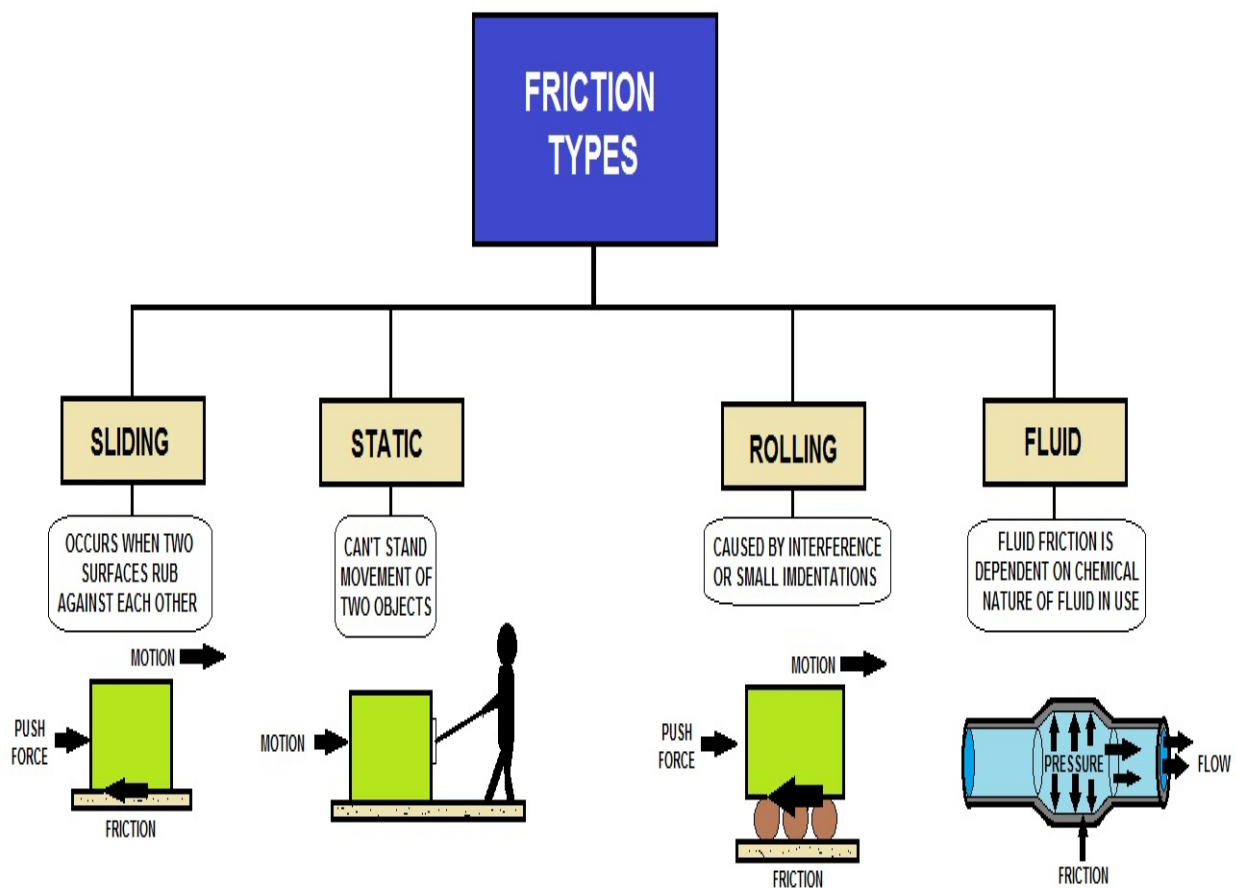 FRICTION
TYPES
SLIDING
STATIC
ROLLING
FLUID
OCCURS WHEN TWO
SURFACES RUB
AGAINST EACH OTHER
CAN'T STAND
MOVEMENT OF
TWO OBJECTS
CAUSED BY INTERFERENCE
OR SMALL IMDENTATIONS
FLUID FRICTION IS
DEPENDENT ON CHEMICAL
NATURE OF FLUID IN USE
MOTION
PUSH
FORCE
FRICTION
MOTION
MOTION
PUSH
FORCE
FRICTION
PRESSURE
FLOW
FRICTION